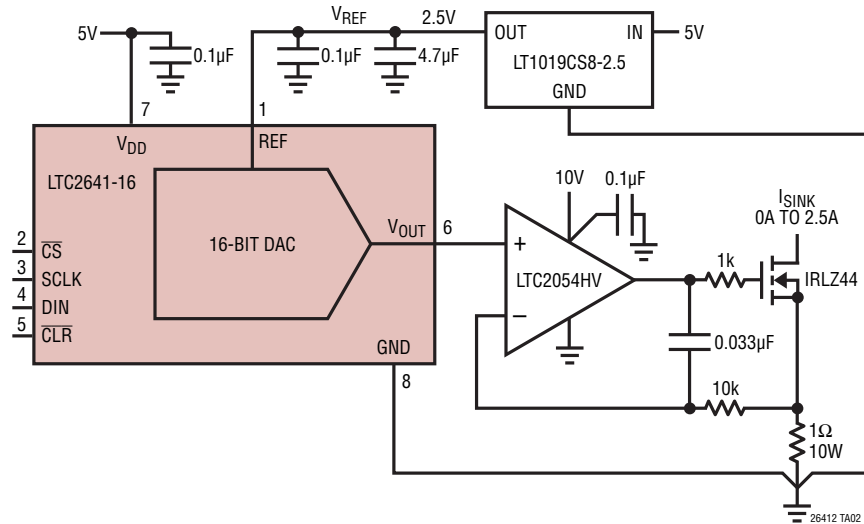 5V
0.1µF
VREF
2.5V
0.1µF
4.7µF
OUT
IN
5V
LT1019CS8-2.5
GND
7
1
VDD
REF
LTC2641-16
16-BIT DAC
VOUT
6
2
CS
3
SCLK
4
DIN
5
CLR
GND
8
10V
0.1µF
+
LTC2054HV
–
ISINK
0A TO 2.5A
1k
IRLZ44
0.033µF
10k
1Ω
10W
26412 TA02